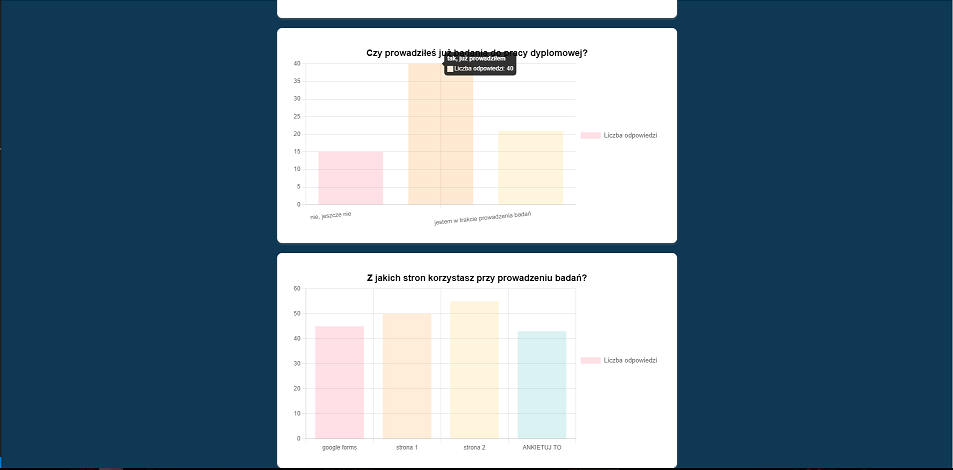 Czy prowadziłeś już badania do pracy dyplomowej?
tak, już prowadziłem
Liczba odpowiedzi: 40
40
35
30
25
20
15
10
5
0
Liczba odpowiedzi
nie, jeszcze nie
jestem w trakcie prowadzenia badań
Z jakich stron korzystasz przy prowadzeniu badań?
60
50
40
30
20
10
0
Liczba odpowiedzi
google forms
strona 1
strona 2
ANKIETUJ TO